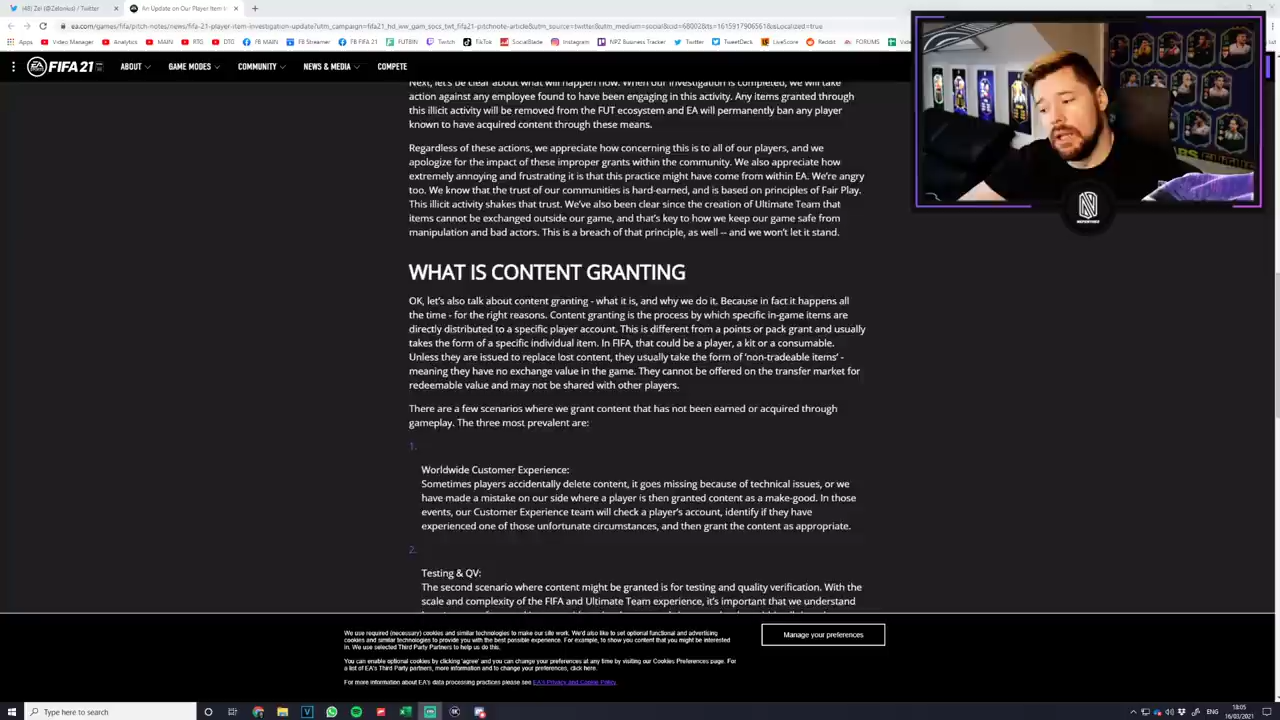 (48) Zel (@Zelonius) / Twitter
An Update on Our Player Item
ea.com/games/fifa/pitch-notes/news/fifa-21-player-item-investigation-update?
Video Manager Analytics MAIN RTG DTG FB MAIN FB Streamer FB FIFA 21 FUTBIN Twitch TikTok SocialBlade Instagram NPZ Business Tracker Twitter TweetDeck LiveScore Reddit FORUMS
Apps
EA SPORTS FIFA 21 ABOUT GAME MODES COMMUNITY NEWS & MEDIA COMPETE
Next, let's be clear about what will happen now. When our investigation is completed, we will take
action against any employee found to have been engaging in this activity. Any items granted through
this illicit activity will be removed from the FUT ecosystem and EA will permanently ban any player
known to have acquired content through these means.
Regardless of these actions, we appreciate how concerning this is to all of our players, and we
apologize for the impact of these improper grants within the community. We also appreciate how
extremely annoying and frustrating it is that this practice might have come from within EA. We're angry
too. We know that the trust of our communities is hard-earned, and is based on principles of Fair Play.
This illicit activity shakes that trust. We've also been clear since the creation of Ultimate Team that
items cannot be exchanged outside our game, and that's key to how we keep our game safe from
manipulation and bad actors. This is a breach of that principle, as well -- and we won't let it stand.
WHAT IS CONTENT GRANTING
OK, let's also talk about content granting - what it is, and why we do it. Because in fact it happens all
the time - for the right reasons. Content granting is the process by which specific in-game items are
directly distributed to a specific player account. This is different from a points or pack grant and usually
takes the form of a specific individual item. In FIFA, that could be a player, a kit or a consumable.
Unless they are issued to replace lost content, they usually take the form of 'non-tradeable items' -
meaning they have no exchange value in the game. They cannot be offered on the transfer market for
redeemable value and may not be shared with other players.
There are a few scenarios where we grant content that has not been earned or acquired through
gameplay. The three most prevalent are:
1.
Worldwide Customer Experience:
Sometimes players accidentally delete content, it goes missing because of technical issues, or we
have made a mistake on our side where a player is then granted content as a make-good. In those
events, our Customer Experience team will check a player's account, identify if they have
experienced one of those unfortunate circumstances, and then grant the content as appropriate.
2.
Testing & QV:
The second scenario where content might be granted is for testing and quality verification. With the
scale and complexity of the FIFA and Ultimate Team experience, it's important that we understand
We use required (necessary) cookies and similar technologies to make our site work. We'd also like to set optional functional and advertising
cookies and similar technologies to provide you with the best possible experience. For example, to show you content that you might be interested
in. We use selected Third Party Partners to help us do this.
You can enable optional cookies by clicking 'agree' and you can change your preferences at any time by visiting our Cookies Preferences page. For
a list of EA's Third Party partners, more information and to change your preferences, click here.
For more information about EA's data processing practices please see EA's Privacy and Cookie Policy.
Manage your preferences
Type here to search
ENG
18:05
16/03/2021